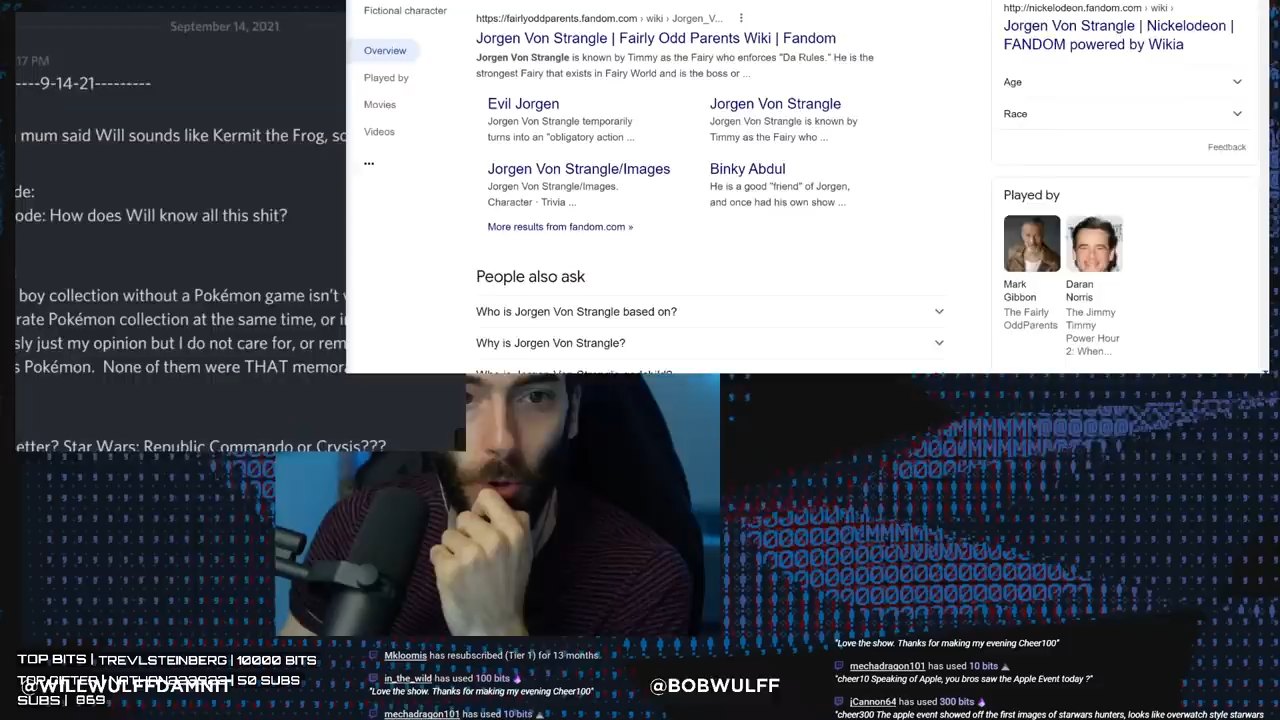 September 14, 2021
17 PM
----9-14-21---------
mum said Will sounds like Kermit the Frog, so
de:
ode: How does Will know all this shit?
boy collection without a Pokémon game isn't
rate Pokémon collection at the same time, or
sly just my opinion but I do not care for, or rem
s Pokémon. None of them were THAT memora
etter? Star Wars: Republic Commando or Crysis???
Fictional character
Overview
Played by
Movies
Videos
...
https://fairlyoddparents.fandom.com › wiki › Jorgen_V...
Jorgen Von Strangle | Fairly Odd Parents Wiki | Fandom
Jorgen Von Strangle is known by Timmy as the Fairy who enforces "Da Rules." He is the
strongest Fairy that exists in Fairy World and is the boss or ...
Evil Jorgen
Jorgen Von Strangle temporarily
turns into an "obligatory action ...
Jorgen Von Strangle
Jorgen Von Strangle is known by
Timmy as the Fairy who ...
Jorgen Von Strangle/Images
Jorgen Von Strangle/Images.
Character · Trivia ...
Binky Abdul
He is a good "friend" of Jorgen,
and once had his own show ...
More results from fandom.com »
People also ask
Who is Jorgen Von Strangle based on?
Why is Jorgen Von Strangle?
http://nickelodeon.fandom.com › wiki ›
Jorgen Von Strangle | Nickelodeon |
FANDOM powered by Wikia
Age
Race
Feedback
Played by
Mark
Gibbon
The Fairly
OddParents
Daran
Norris
The Jimmy
Timmy
Power Hour
2: When...
TOP BITS | TREVLSTEINBERG | 10000 BITS
@WILLWULFFDAMNIT
SUBS | 869
Mkloomis has resubscribed (Tier 1) for 13 months.
in_the_wild has used 100 bits
"Love the show. Thanks for making my evening Cheer100"
mechadragon101 has used 10 bits
@BOBWULFF
"Love the show. Thanks for making my evening Cheer100"
mechadragon101 has used 10 bits
"cheer10 Speaking of Apple, you bros saw the Apple Event today ?"
jCannon64 has used 300 bits
"cheer300 The apple event showed off the first images of starwars hunters, looks like overwatch style starwars